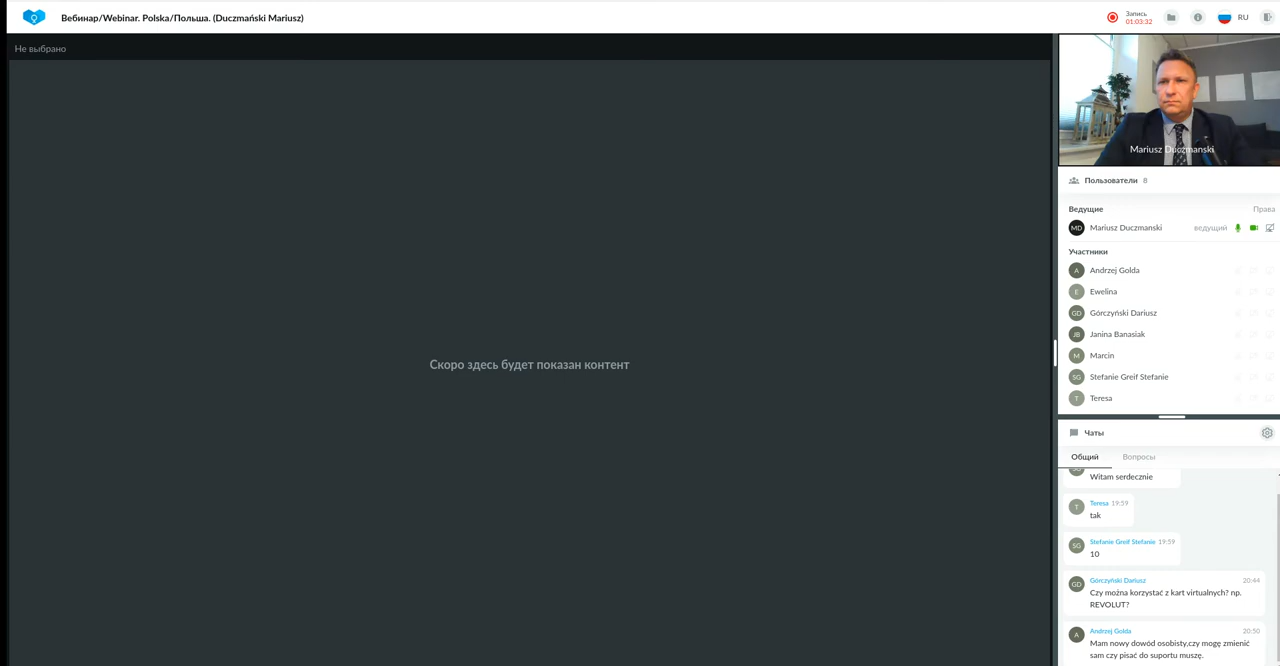 Вебинар/Webinar. Polska/Польша. (Duczmański Mariusz)
Запись
01:03:32
RU
Не выбрано
Скоро здесь будет показан контент
Mariusz Duczmanski
Пользователи 8
Ведущие Права
MD Mariusz Duczmanski ведущий
Участники
A Andrzej Golda
E Ewelina
GD Górczyński Dariusz
JB Janina Banasiak
M Marcin
SG Stefanie Greif Stefanie
T Teresa
Чаты
Общий Вопросы
Witam serdecznie
T Teresa 19:59
tak
SG Stefanie Greif Stefanie 19:59
10
GD Górczyński Dariusz 20:44
Czy można korzystać z kart virtualnych? np.
REVOLUT?
A Andrzej Golda 20:50
Mam nowy dowód osobisty,czy mogę zmienić
sam czy pisać do suportu muszę.